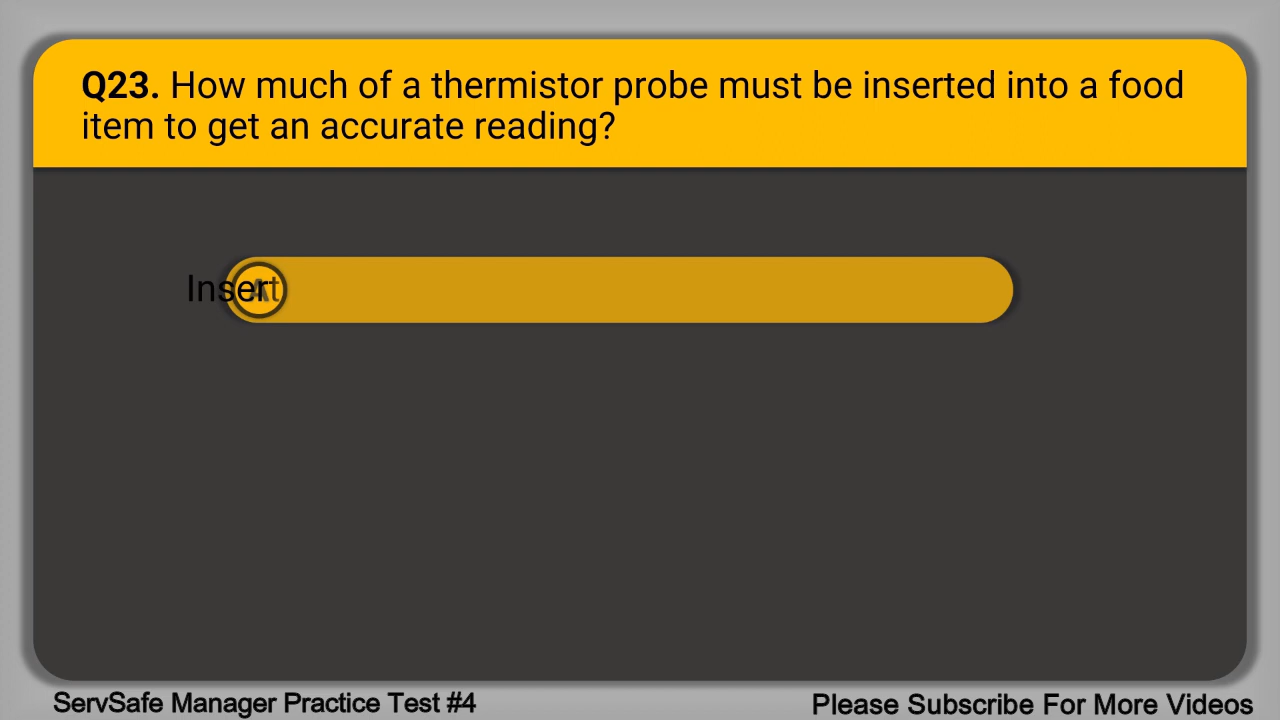 Q23. How much of a thermistor probe must be inserted into a food
item to get an accurate reading?
A
Insert
ServSafe Manager Practice Test #4
Please Subscribe For More Videos